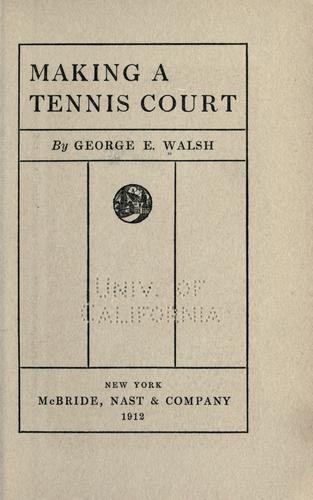 MAKING A
TENNIS COURT
By GEORGE E. WALSH
UNIV. OF
CALIFORNIA
NEW YORK
McBRIDE, NAST & COMPANY
1912